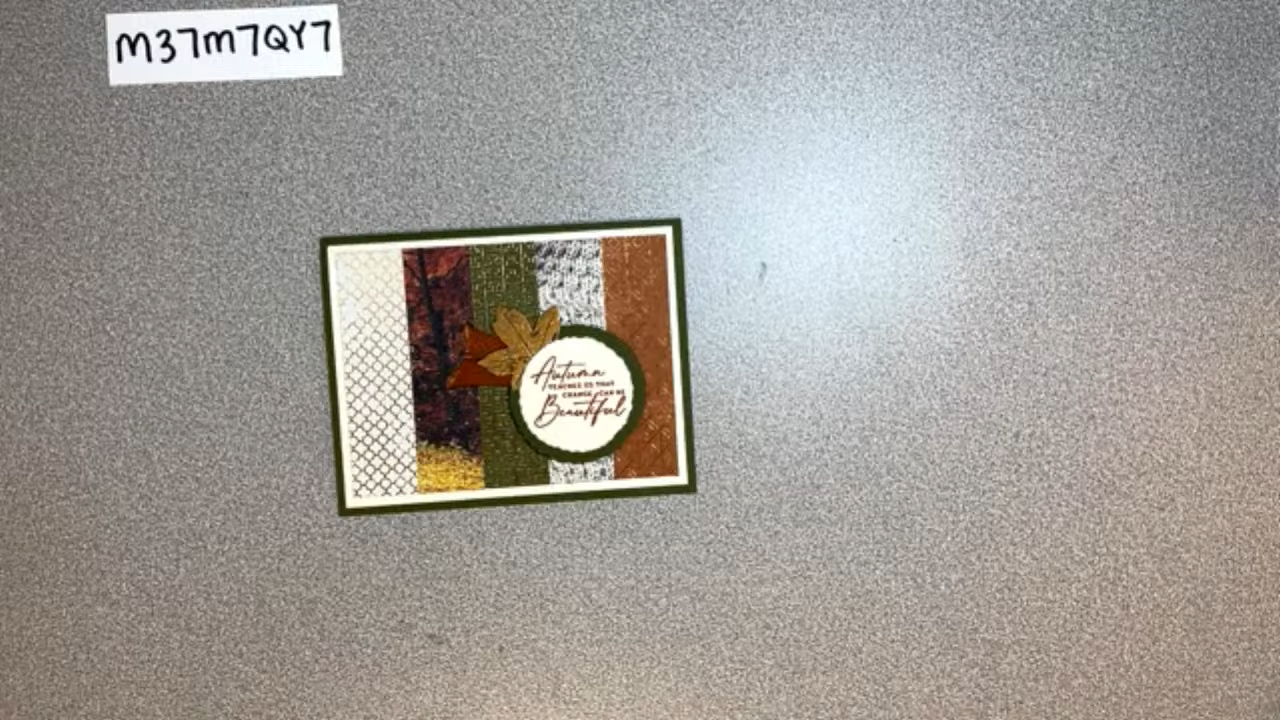 M37M7QY7
Autumn
TEACHES US THAT
CHANGE CAN BE
Beautiful